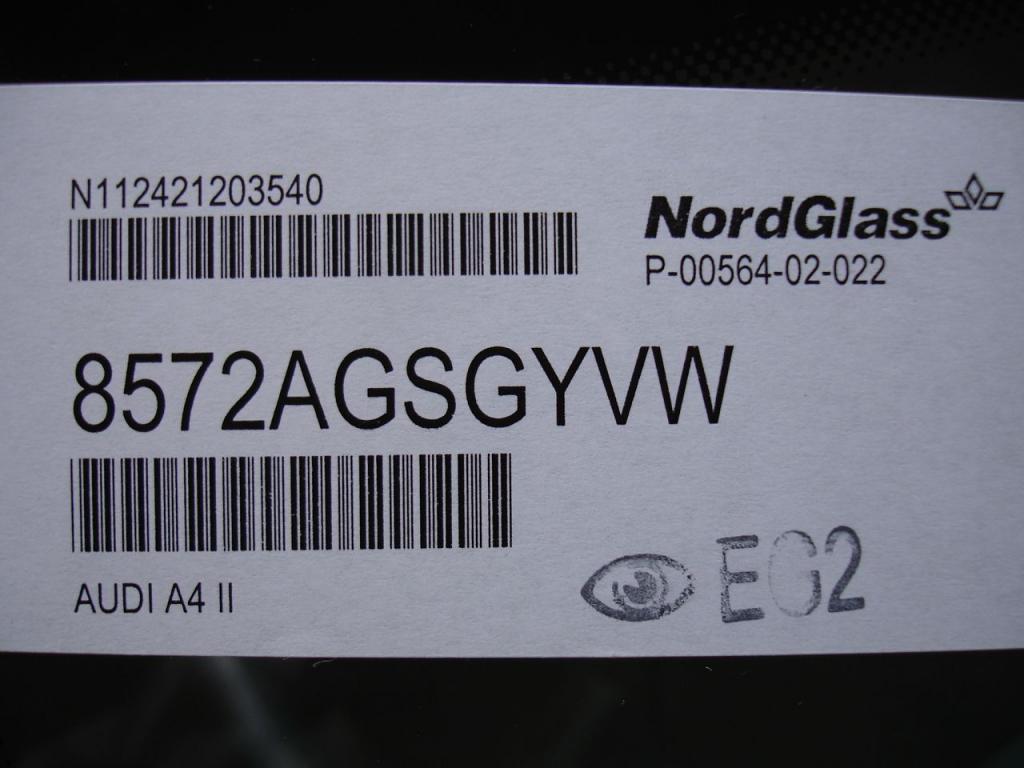 N112421203540
NordGlass
P-00564-02-022
8572AGSGYVW
AUDI A4 II
EG2